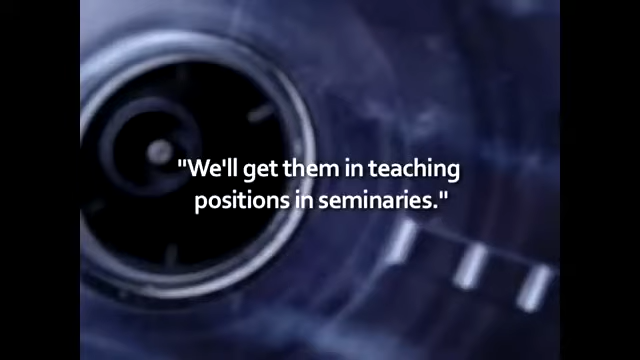 "We'll get them in teaching
positions in seminaries."